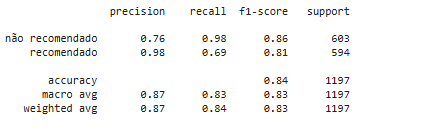 precision recall f1-score support
não recomendado 0.76 0.98 0.86 603
recomendado 0.98 0.69 0.81 594
accuracy 0.84 1197
macro avg 0.87 0.83 0.83 1197
weighted avg 0.87 0.84 0.83 1197